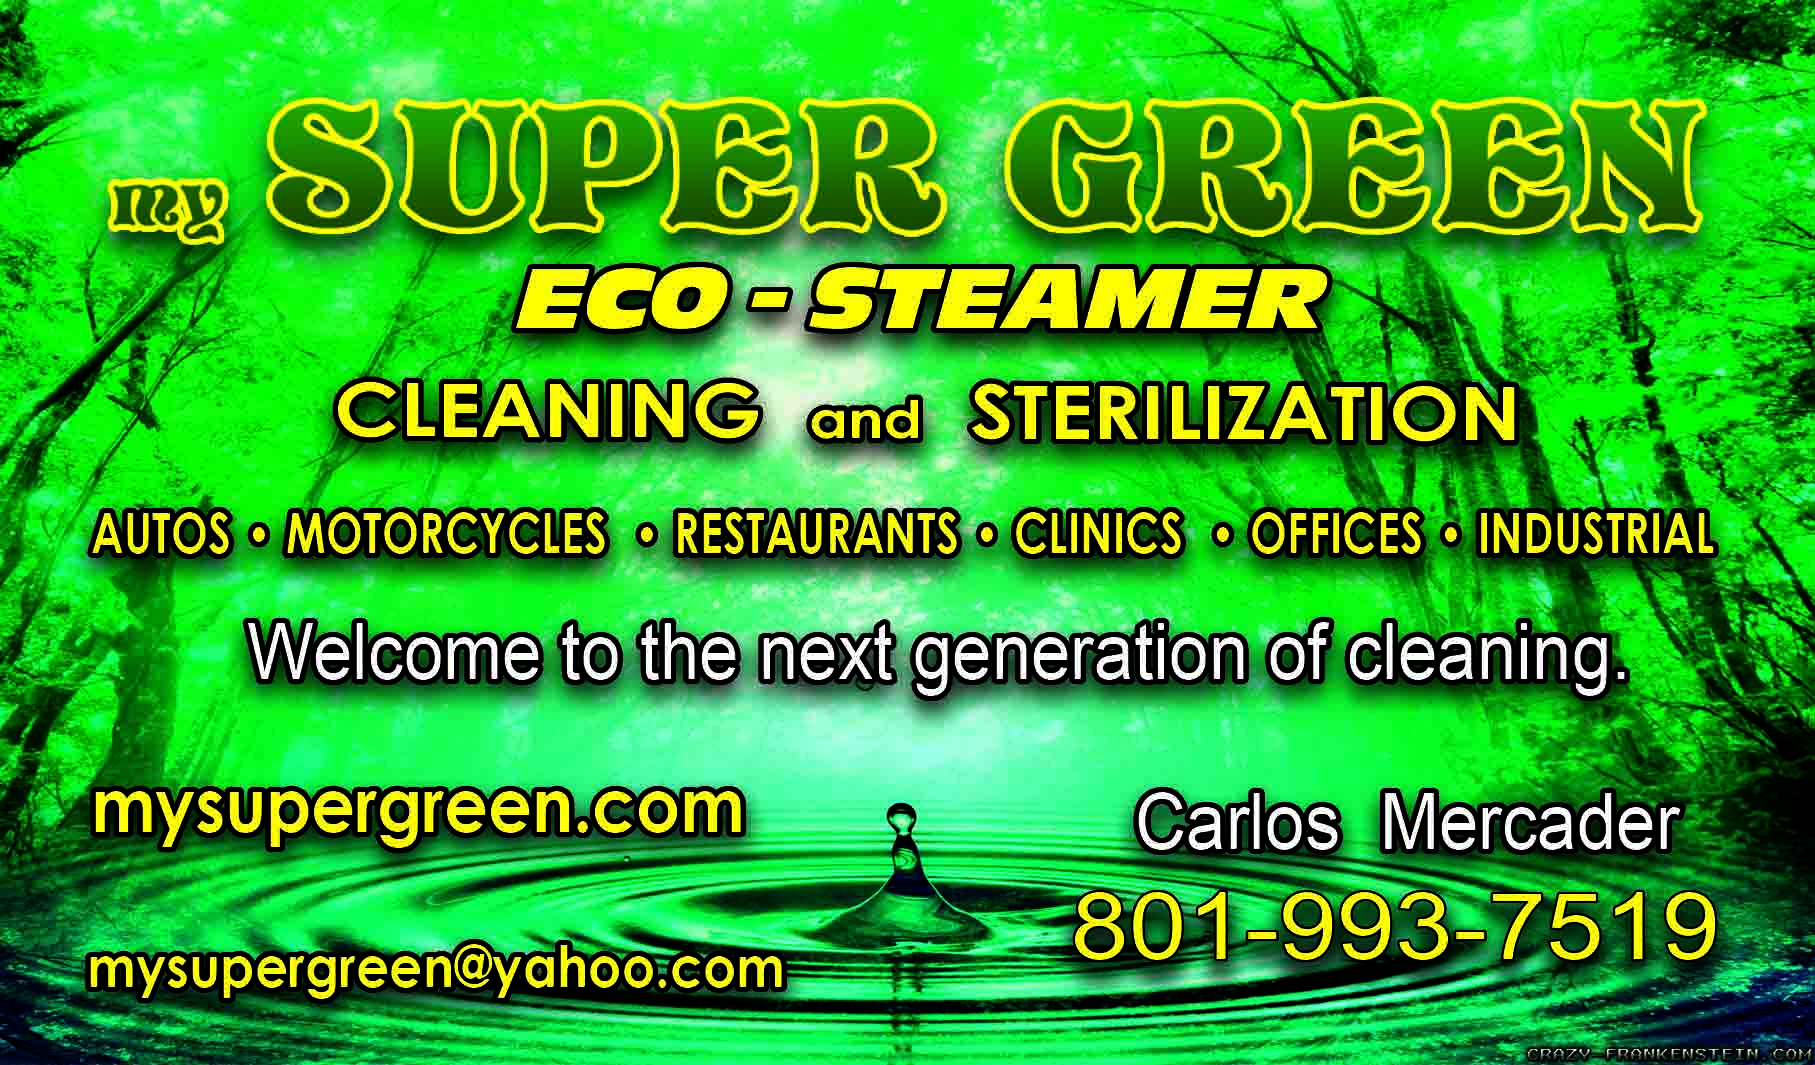 my SUPER GREEN
ECO - STEAMER
CLEANING and STERILIZATION
AUTOS • MOTORCYCLES • RESTAURANTS • CLINICS • OFFICES • INDUSTRIAL
Welcome to the next generation of cleaning.
mysupergreen.com
Carlos Mercader
801-993-7519
mysupergreen@yahoo.com
CRAZY-FRANKENSTEIN.COM